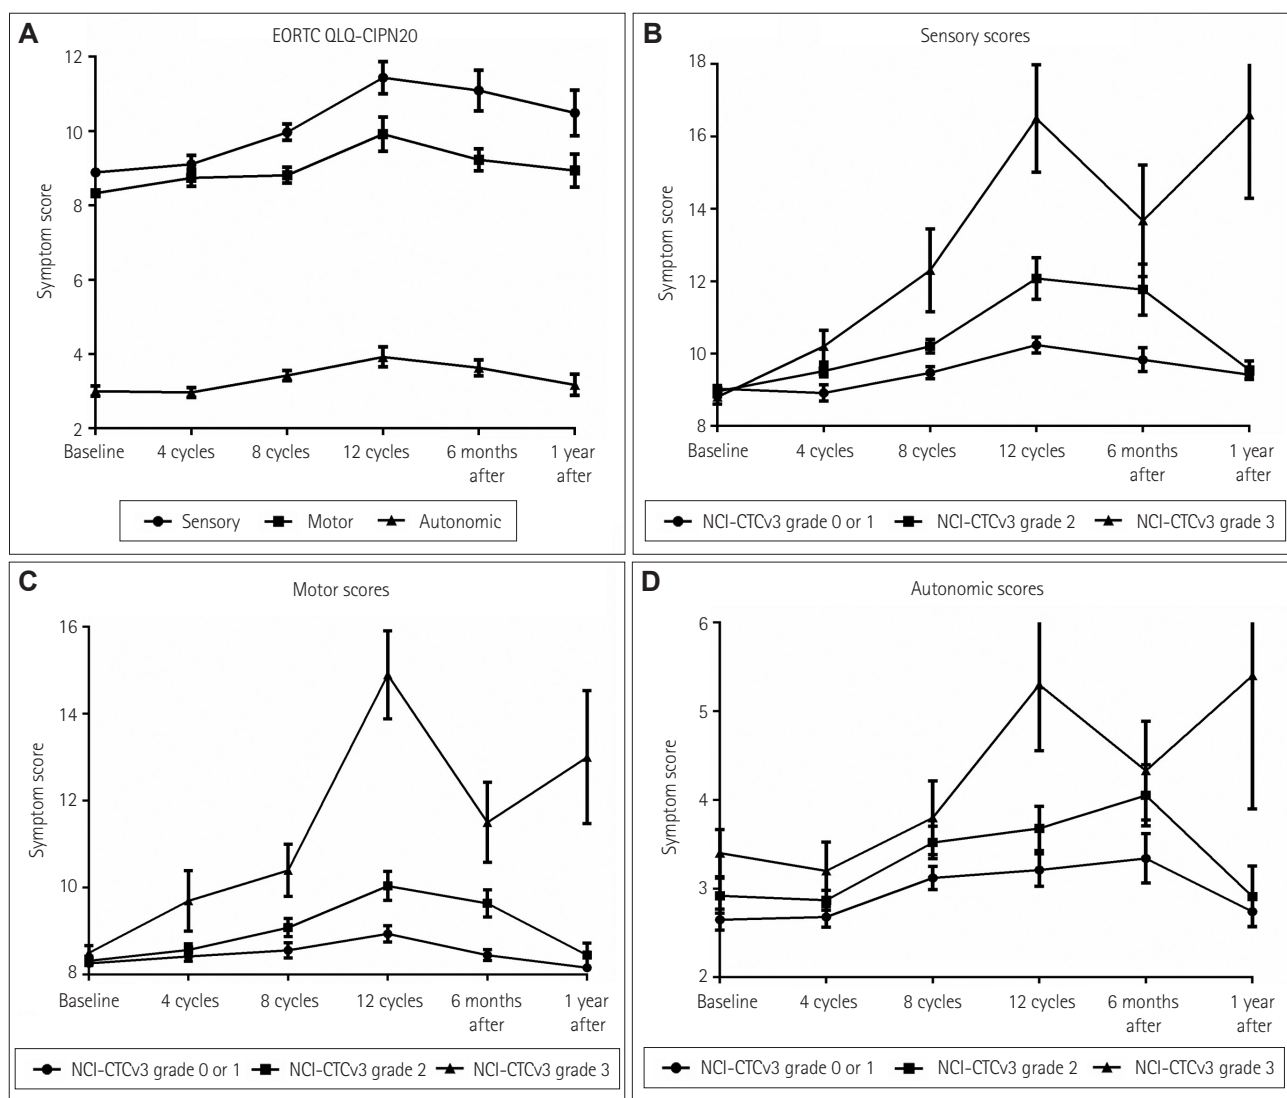 A
EORTC QLQ-CIPN20
Symptom score
12
10
8
6
4
2
Baseline 4 cycles 8 cycles 12 cycles 6 months after 1 year after
Sensory Motor Autonomic
B
Sensory scores
Symptom score
18
16
14
12
10
8
Baseline 4 cycles 8 cycles 12 cycles 6 months after 1 year after
NCI-CTCv3 grade 0 or 1 NCI-CTCv3 grade 2 NCI-CTCv3 grade 3
C
Motor scores
Symptom score
16
14
12
10
8
Baseline 4 cycles 8 cycles 12 cycles 6 months after 1 year after
NCI-CTCv3 grade 0 or 1 NCI-CTCv3 grade 2 NCI-CTCv3 grade 3
D
Autonomic scores
Symptom score
6
5
4
3
2
Baseline 4 cycles 8 cycles 12 cycles 6 months after 1 year after
NCI-CTCv3 grade 0 or 1 NCI-CTCv3 grade 2 NCI-CTCv3 grade 3